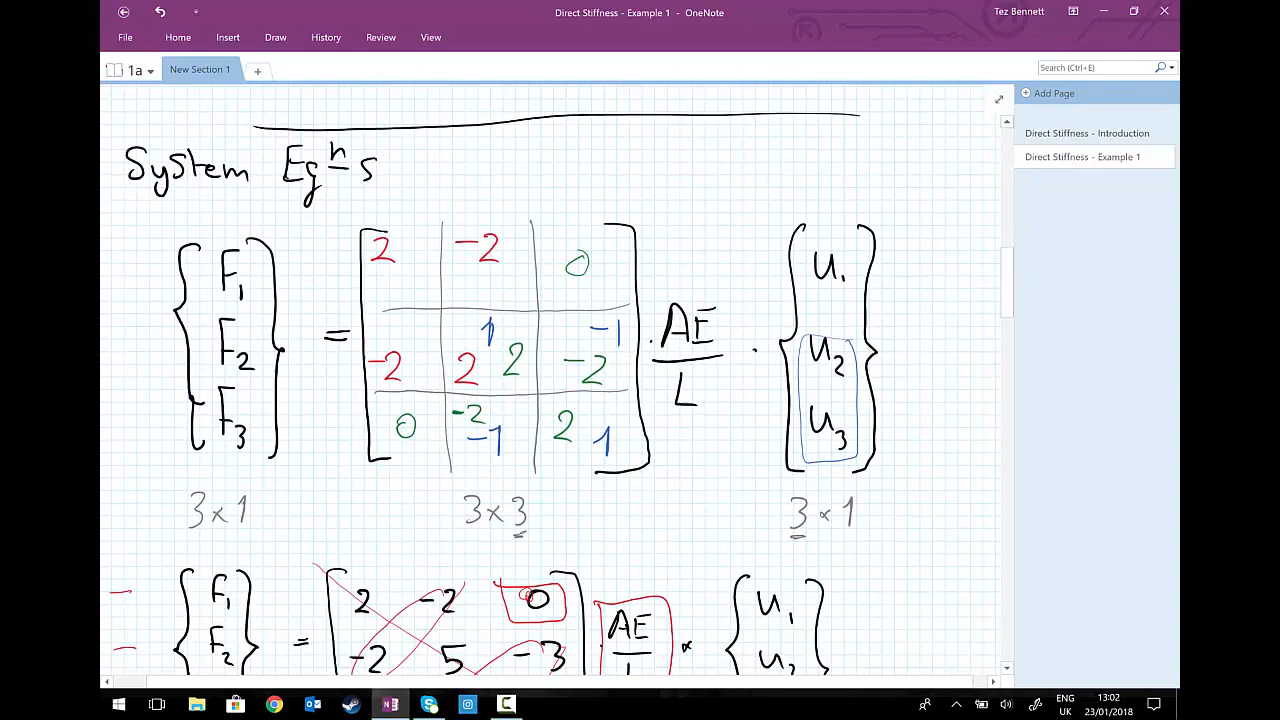 Direct Stiffness - Example 1 - OneNote
Tez Bennett
File Home Insert Draw History Review View
1a
New Section 1
+
Search (Ctrl+E)
Add Page
Direct Stiffness - Introduction
Direct Stiffness - Example 1
System Eqⁿs
F₁ 2 -2 0 u₁
1 -1
F₂ = -2 2 2 -2 . AE/L . u₂
-2
F₃ 0 -1 2 1 u₃
3×1 3×3 3×1
F₁ 2 -2 0 u₁
F₂ = -2 5 -3 AE × u₂
ENG 13:02
UK 23/01/2018